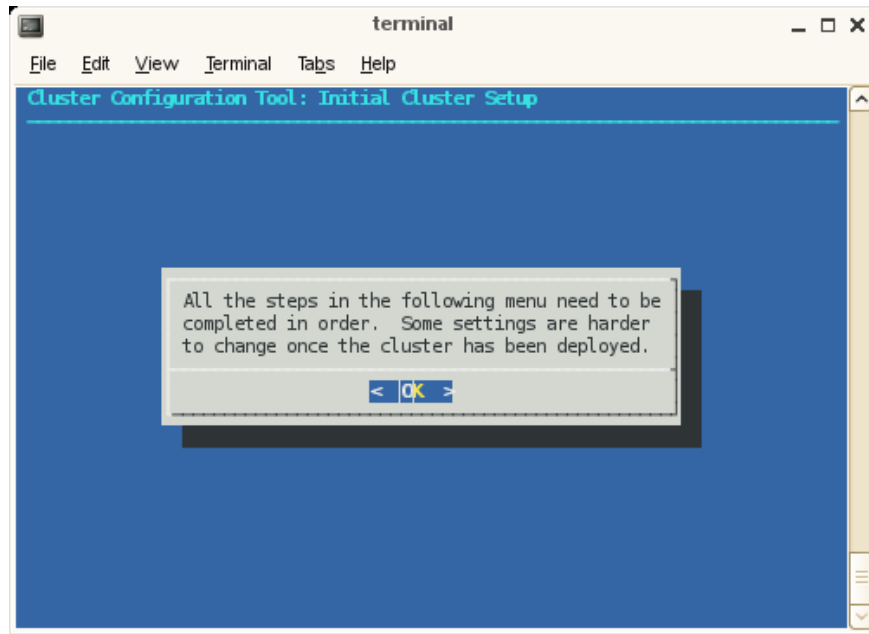 terminal
File Edit View Terminal Tabs Help
Cluster Configuration Tool: Initial Cluster Setup
All the steps in the following menu need to be
completed in order.  Some settings are harder
to change once the cluster has been deployed.
< OK >